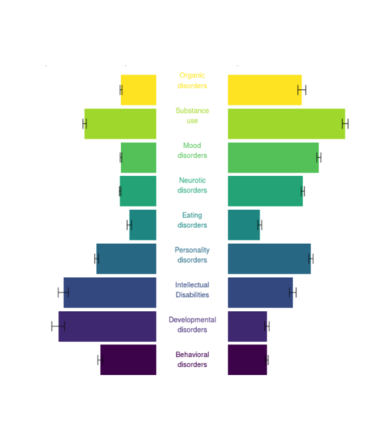 Organic
disorders
Substance
use
Mood
disorders
Neurotic
disorders
Eating
disorders
Personality
disorders
Intellectual
Disabilities
Developmental
disorders
Behavioral
disorders